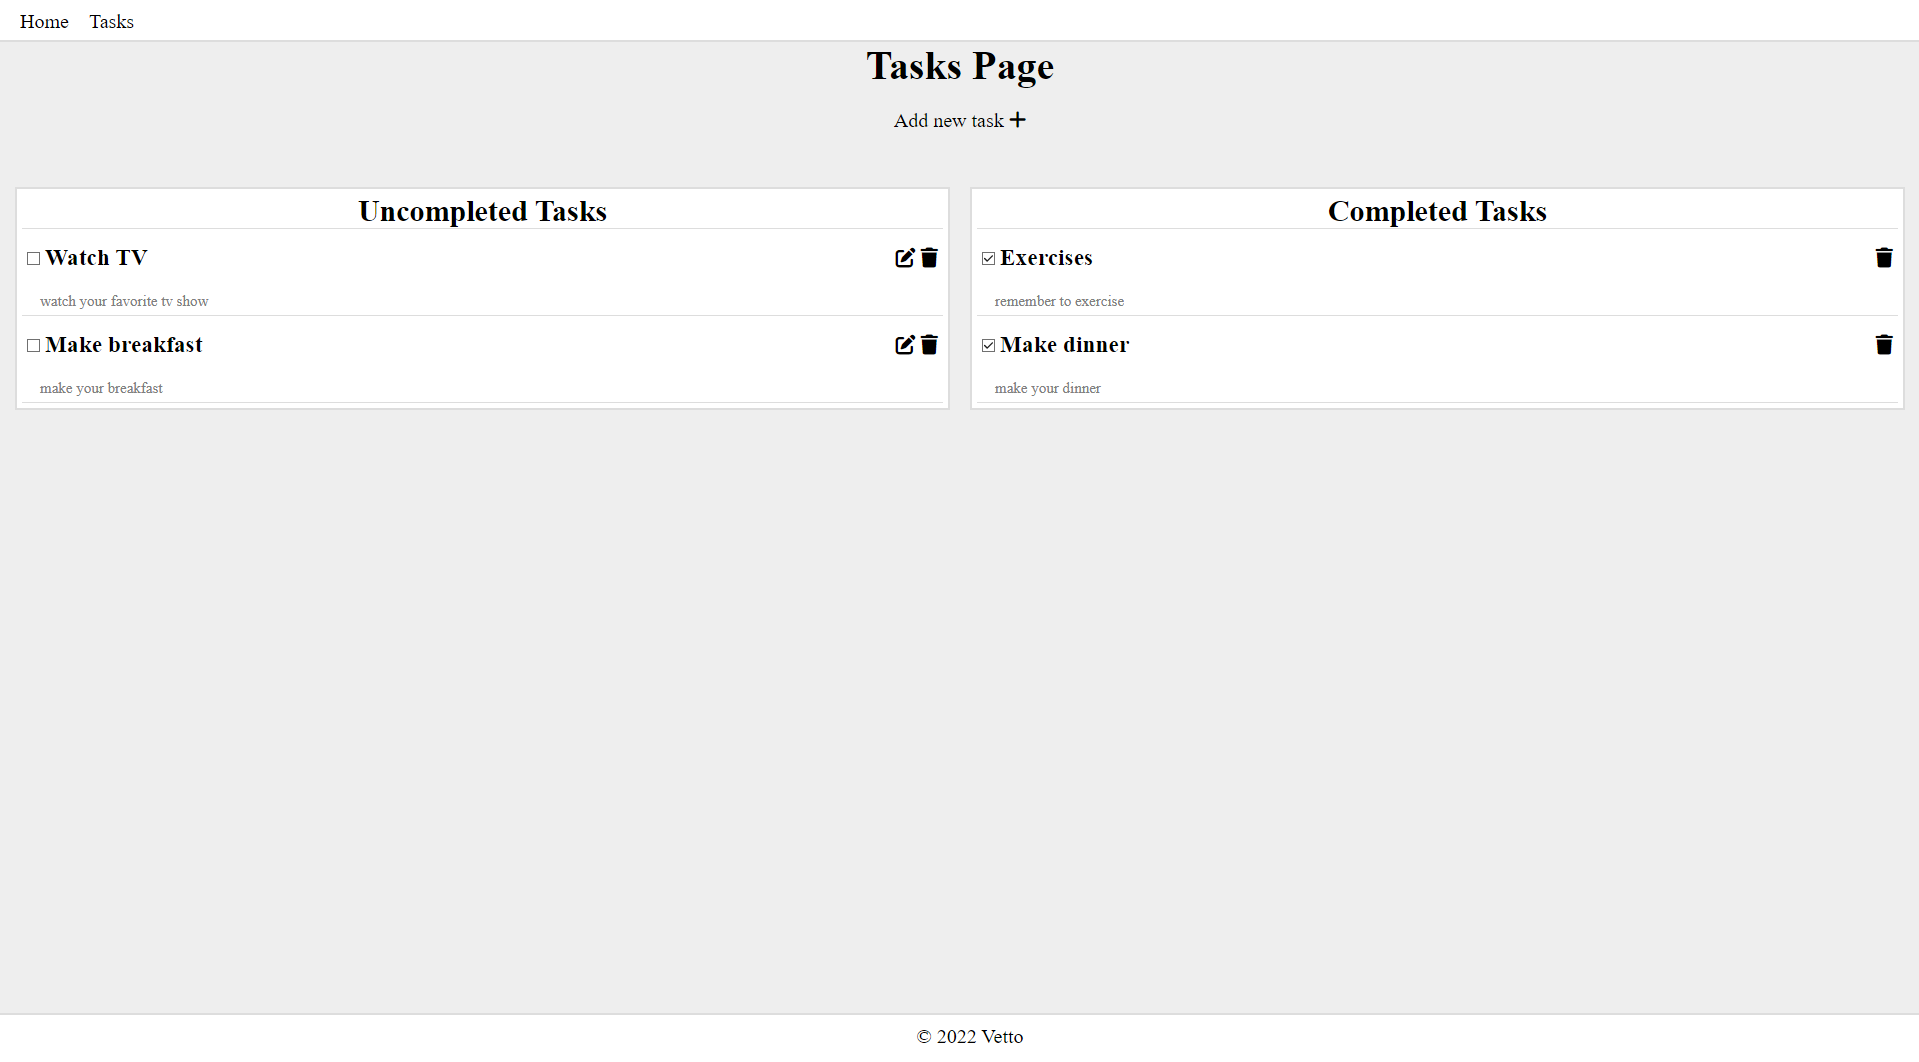 Home Tasks
Tasks Page
Add new task
Uncompleted Tasks
Watch TV
watch your favorite tv show
Make breakfast
make your breakfast
Completed Tasks
Exercises
remember to exercise
Make dinner
make your dinner
© 2022 Vetto